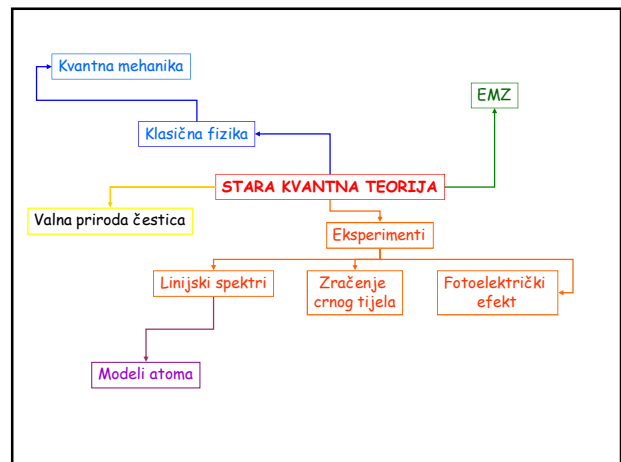 Kvantna mehanika
EMZ
Klasična fizika
STARA KVANTNA TEORIJA
Valna priroda čestica
Eksperimenti
Linijski spektri
Zračenje
crnog tijela
Fotoelektrički
efekt
Modeli atoma